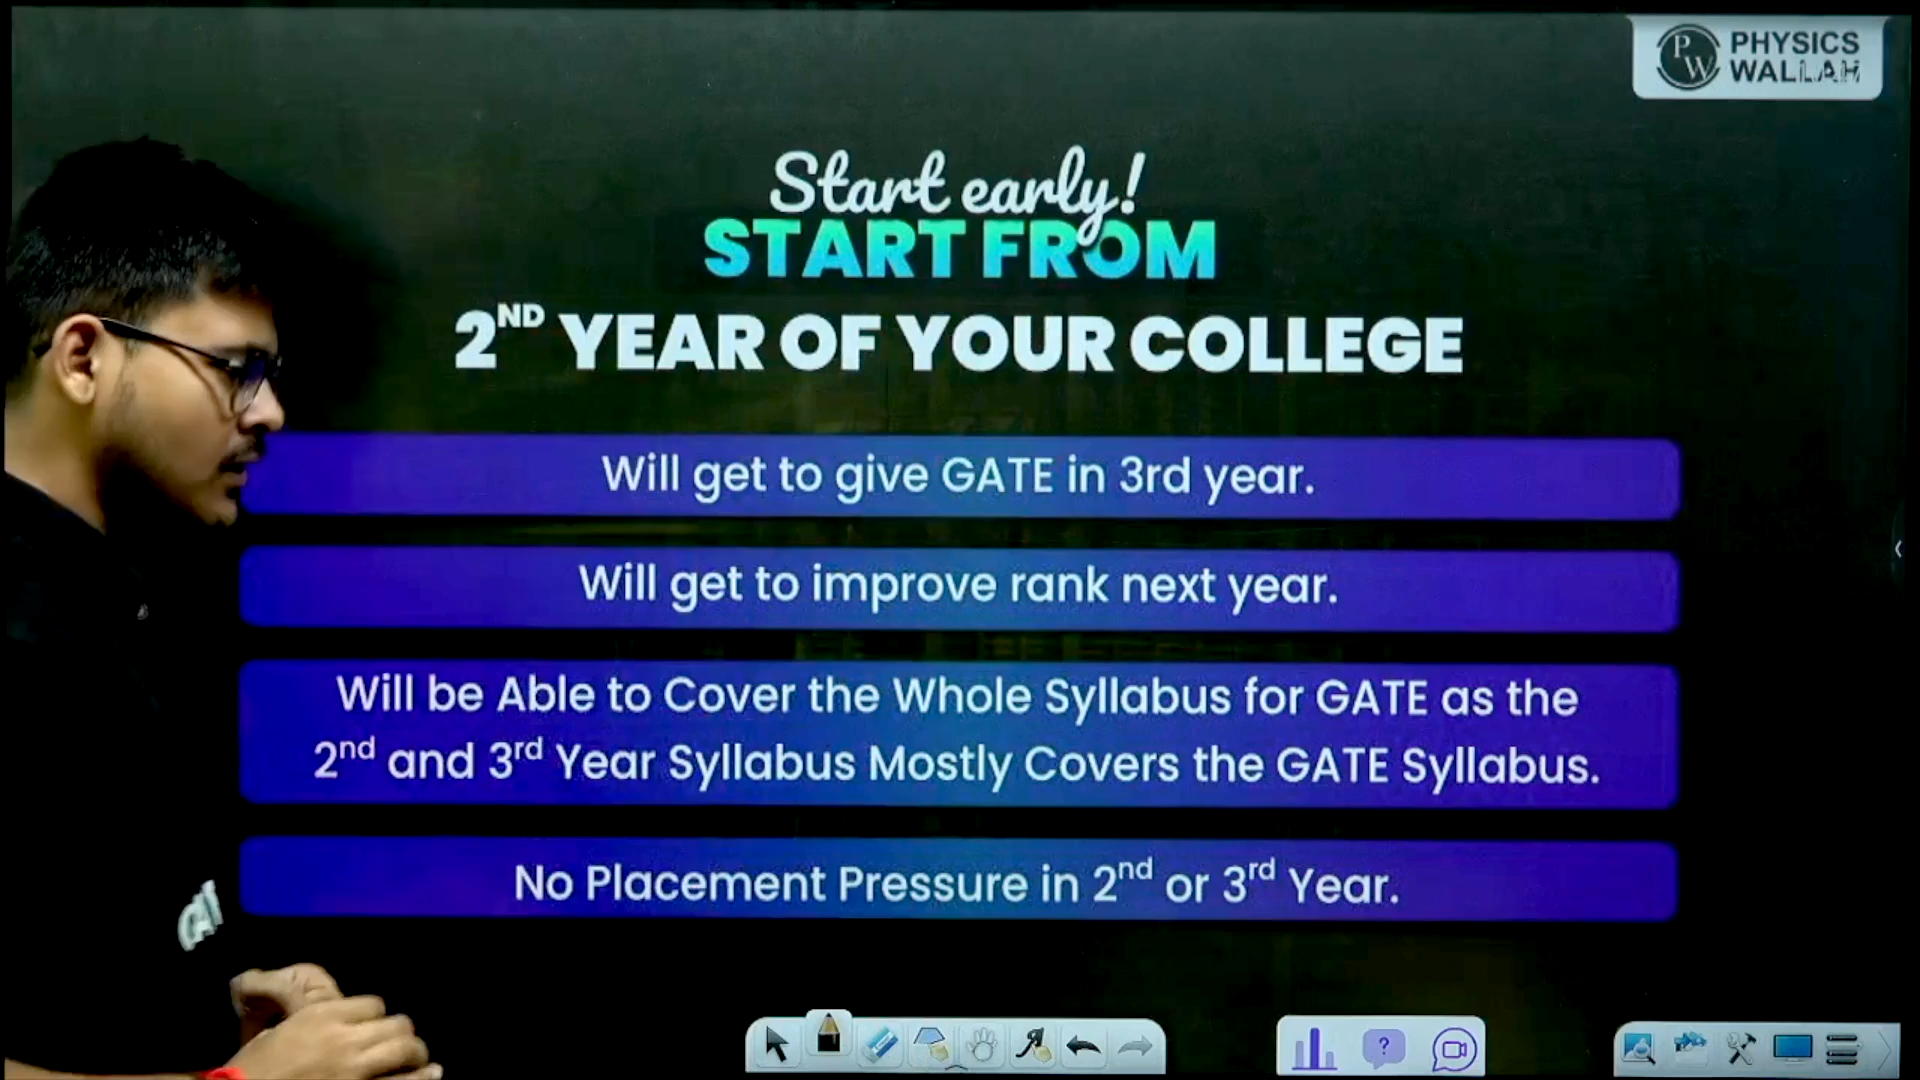 PHYSICS
WALLAH
Start early!
START FROM
2ND YEAR OF YOUR COLLEGE
Will get to give GATE in 3rd year.
Will get to improve rank next year.
Will be Able to Cover the Whole Syllabus for GATE as the
2nd and 3rd Year Syllabus Mostly Covers the GATE Syllabus.
No Placement Pressure in 2nd or 3rd Year.